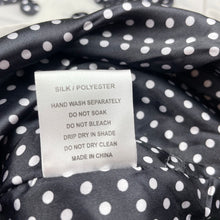 SILK / POLYESTER
HAND WASH SEPARATELY
DO NOT SOAK
DO NOT BLEACH
DRIP DRY IN SHADE
DO NOT DRY CLEAN
MADE IN CHINA